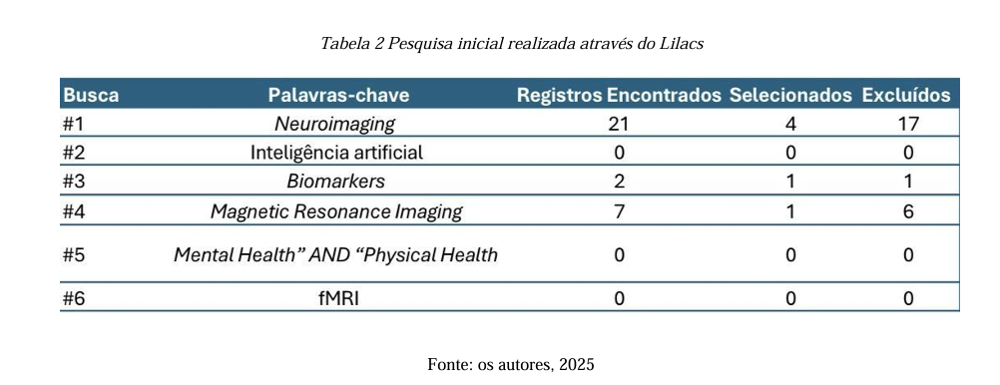 Tabela 2 Pesquisa inicial realizada através do Lilacs
Busca Palavras-chave Registros Encontrados Selecionados Excluídos
#1 Neuroimaging 21 4 17
#2 Inteligência artificial 0 0 0
#3 Biomarkers 2 1 1
#4 Magnetic Resonance Imaging 7 1 6
#5 Mental Health” AND “Physical Health 0 0 0
#6 fMRI 0 0 0
Fonte: os autores, 2025